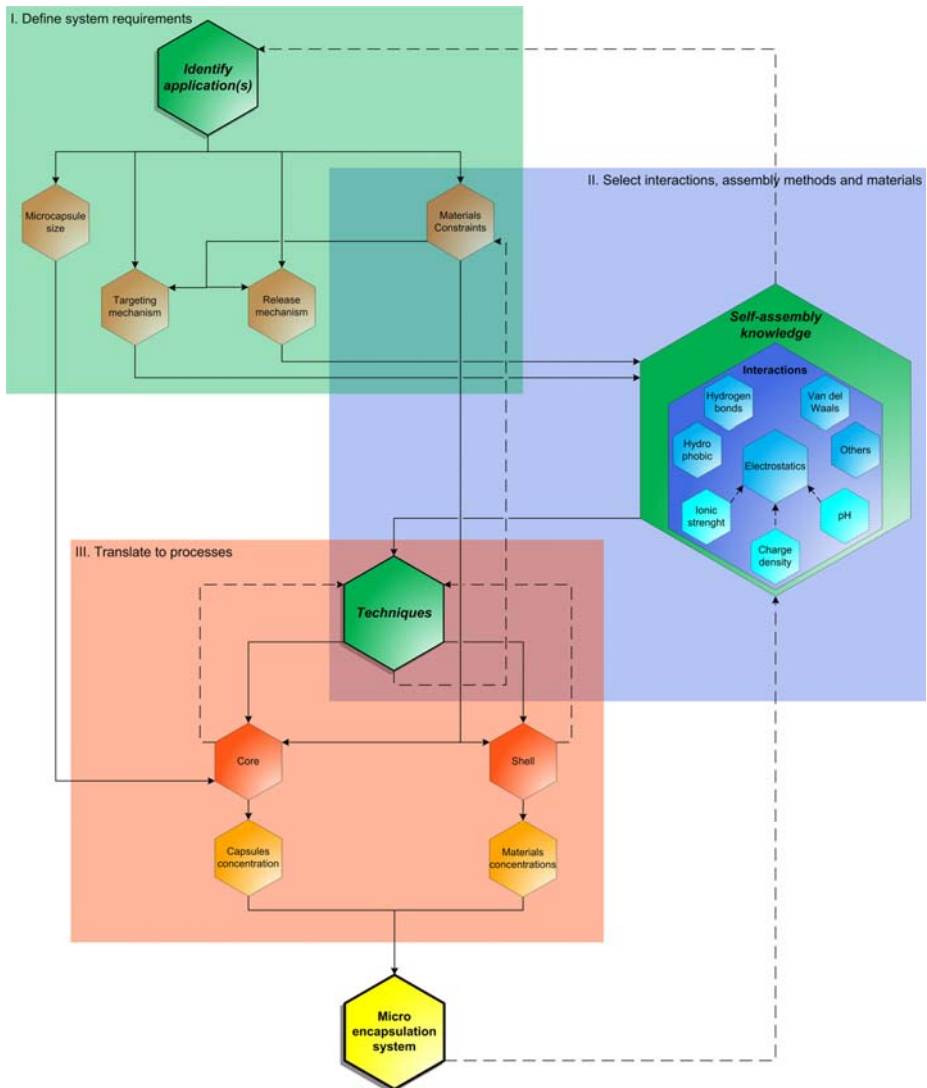 I. Define system requirements
Identify
application(s)
II. Select interactions, assembly methods and materials
Microcapsule
size
Materials
Constraints
Targeting
mechanism
Release
mechanism
Self-assembly
knowledge
Interactions
Hydrogen
bonds
Van del
Waals
Hydro
phobic
Others
Electrostatics
Ionic
strenght
pH
Charge
density
III. Translate to processes
Techniques
Core
Shell
Capsules
concentration
Materials
concentrations
Micro
encapsulation
system